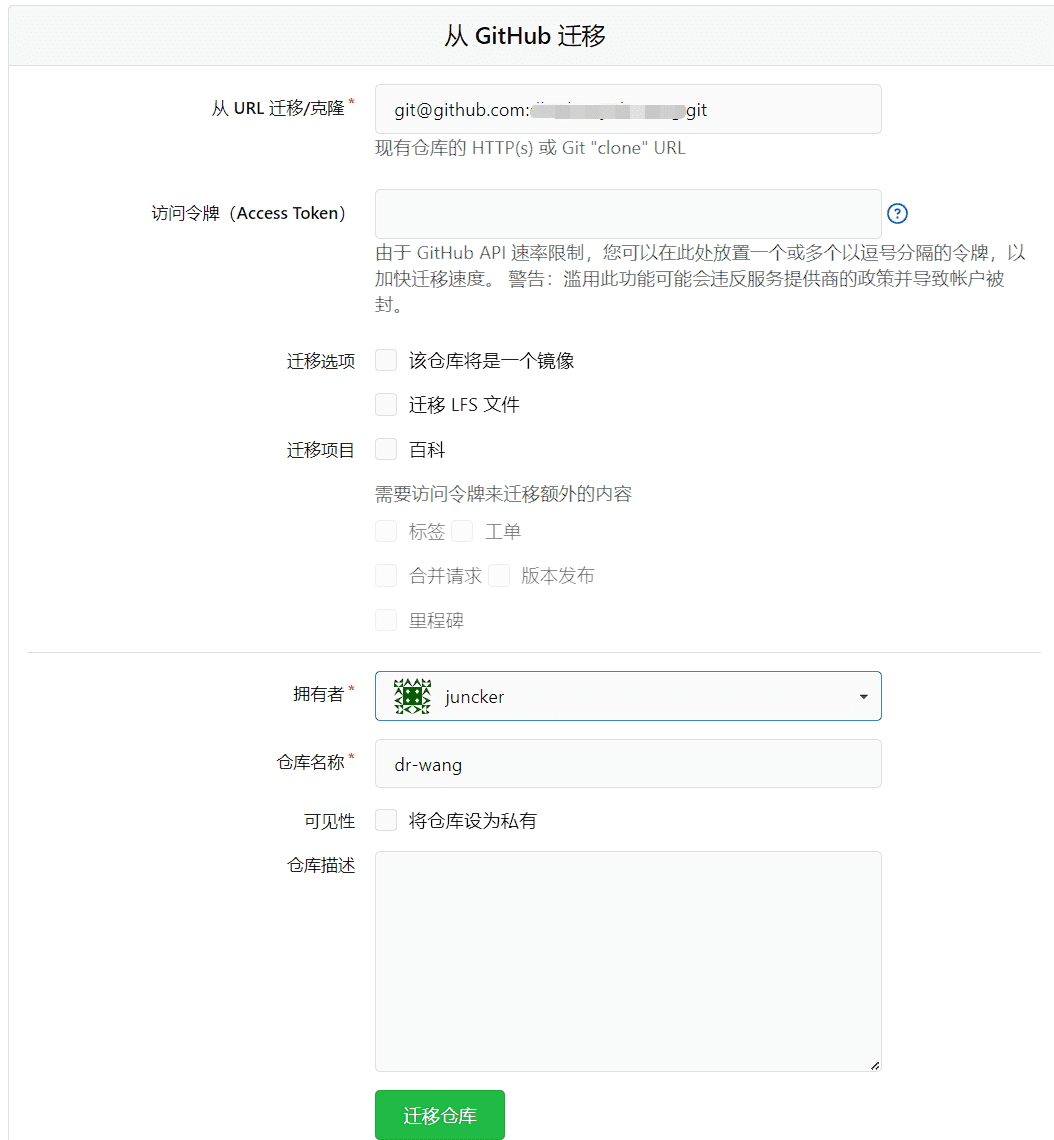 从 GitHub 迁移
从 URL 迁移/克隆*
git@github.com: git
现有仓库的 HTTP(s) 或 Git "clone" URL
访问令牌（Access Token）
?
由于 GitHub API 速率限制，您可以在此处放置一个或多个以逗号分隔的令牌，以
加快迁移速度。 警告：滥用此功能可能会违反服务提供商的政策并导致帐户被
封。
迁移选项 该仓库将是一个镜像
迁移 LFS 文件
迁移项目 百科
需要访问令牌来迁移额外的内容
标签 工单
合并请求 版本发布
里程碑
拥有者* juncker
仓库名称* dr-wang
可见性 将仓库设为私有
仓库描述
迁移仓库